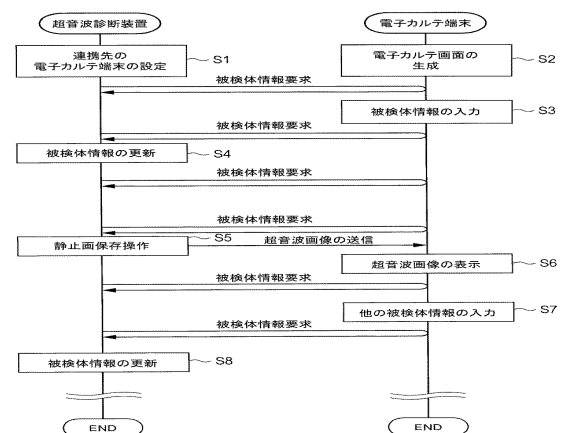 超音波診断装置
電子カルテ端末
連携先の
電子カルテ端末の設定
S1
電子カルテ画面の
生成
S2
被検体情報要求
被検体情報の入力
S3
被検体情報要求
被検体情報の更新
S4
被検体情報要求
被検体情報要求
静止画保存操作
S5
超音波画像の送信
超音波画像の表示
S6
被検体情報要求
他の被検体情報の入力
S7
被検体情報要求
被検体情報の更新
S8
END
END